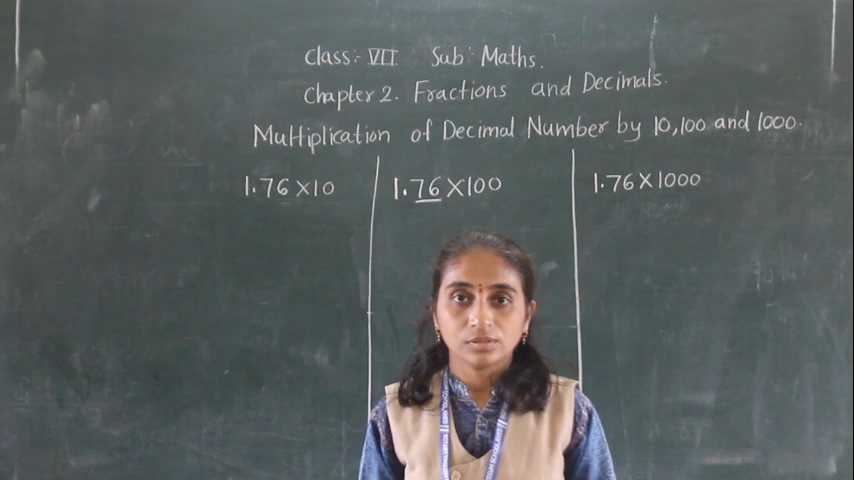 Class:- VII Sub:- Maths.
Chapter 2. Fractions and Decimals.
Multiplication of Decimal Number by 10,100 and 1000.
1.76×10 1.76×100 1.76×1000